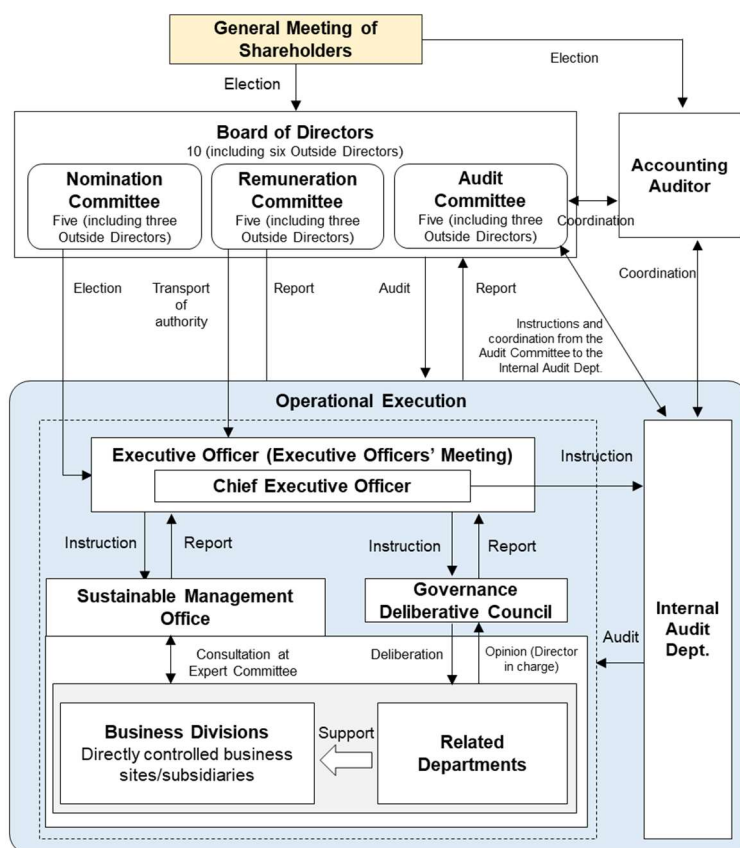 General Meeting of
Shareholders
Election
Election
Board of Directors
10 (including six Outside Directors)
Nomination
Committee
Five (including three
Outside Directors)
Remuneration
Committee
Five (including three
Outside Directors)
Audit
Committee
Five (including three
Outside Directors)
Coordination
Accounting
Auditor
Election
Transport
of
authority
Report
Audit
Report
Coordination
Instructions and
coordination from the
Audit Committee to the
Internal Audit Dept.
Operational Execution
Executive Officer (Executive Officers’ Meeting)
Chief Executive Officer
Instruction
Instruction
Report
Instruction
Report
Sustainable Management
Office
Governance
Deliberative Council
Internal
Audit
Dept.
Audit
Consultation at
Expert Committee
Deliberation
Opinion (Director
in charge)
Business Divisions
Directly controlled business
sites/subsidiaries
Support
Related
Departments